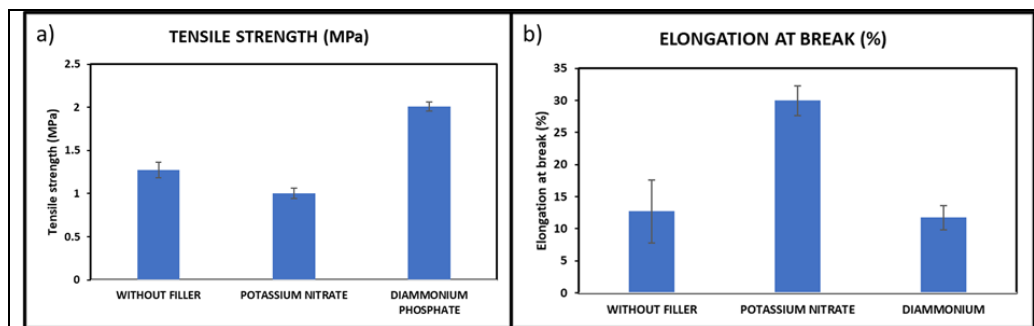 a)
TENSILE STRENGTH (MPa)
Tensile strength (MPa)
2.5
2
1.5
1
0.5
0
WITHOUT FILLER
POTASSIUM NITRATE
DIAMMONIUM
PHOSPHATE
b)
ELONGATION AT BREAK (%)
Elongation at break (%)
35
30
25
20
15
10
5
0
WITHOUT FILLER
POTASSIUM NITRATE
DIAMMONIUM